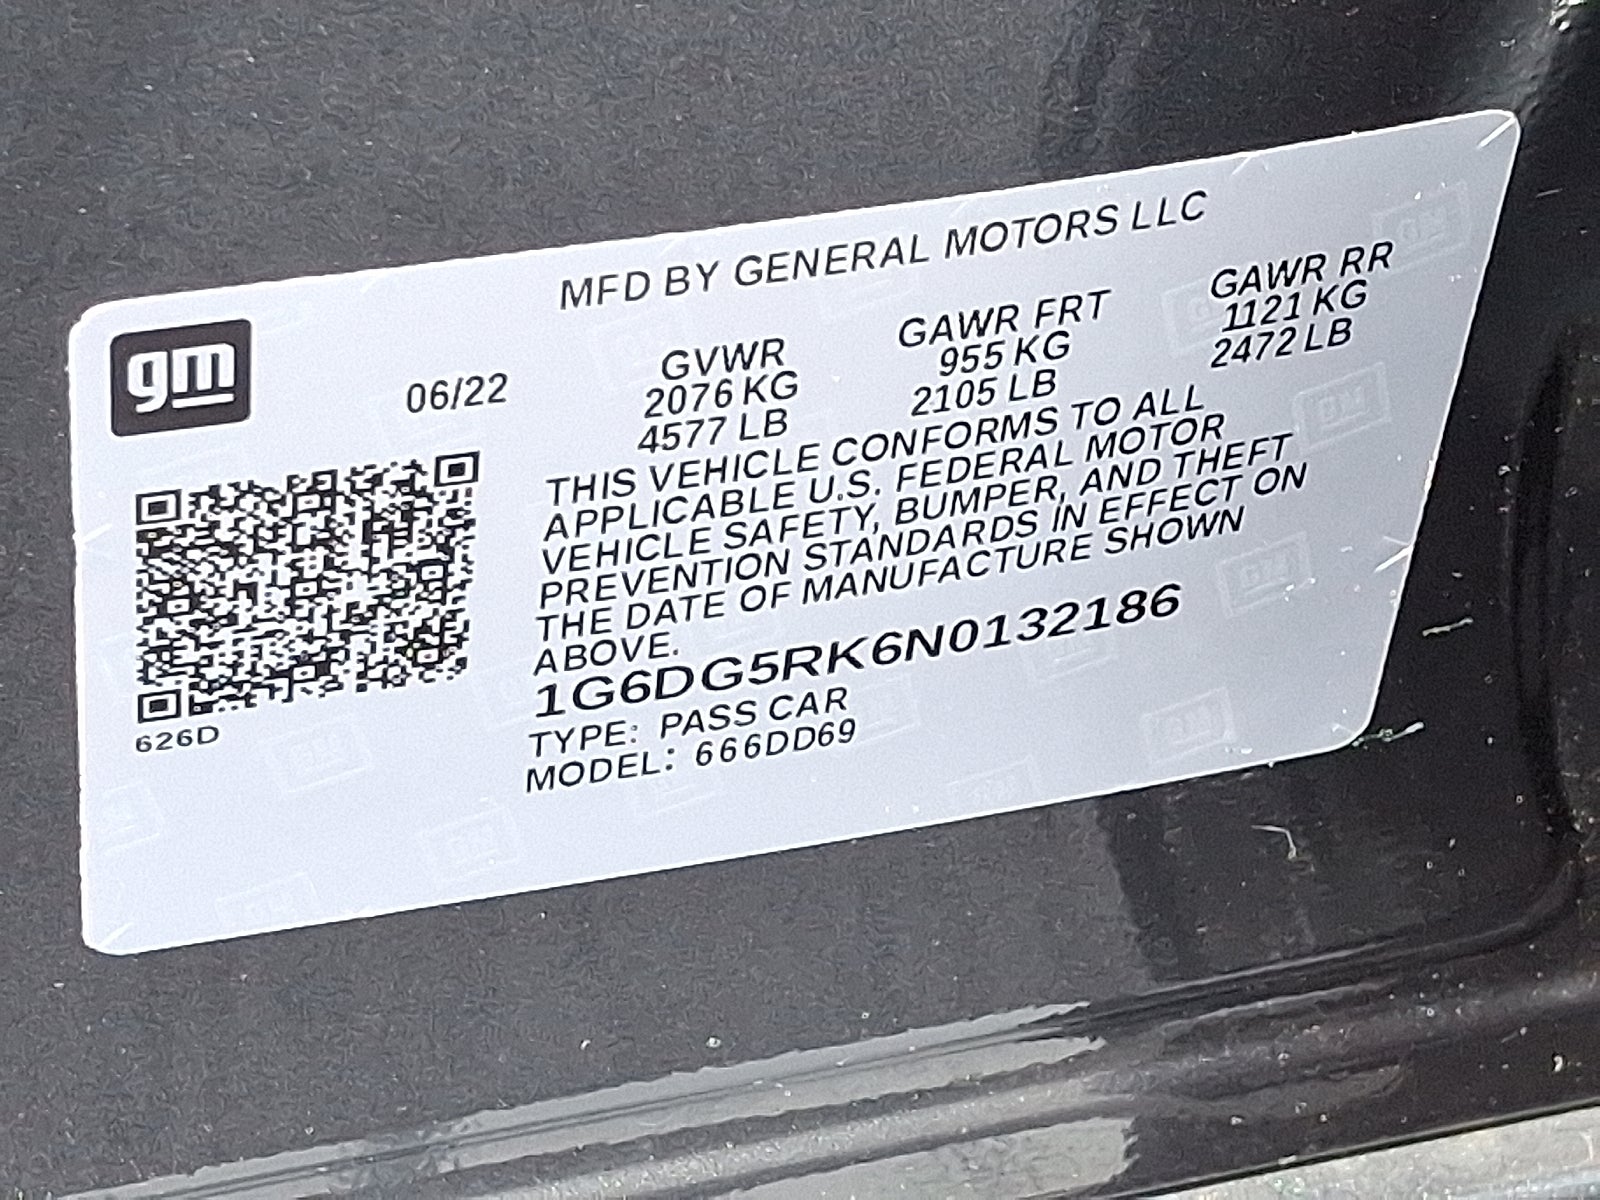 MFD BY GENERAL MOTORS LLC
gm
06/22
GVWR
2076 KG
4577 LB
GAWR FRT
955 KG
2105 LB
GAWR RR
1121 KG
2472 LB
THIS VEHICLE CONFORMS TO ALL
APPLICABLE U.S. FEDERAL MOTOR
VEHICLE SAFETY, BUMPER, AND THEFT
PREVENTION STANDARDS IN EFFECT ON
THE DATE OF MANUFACTURE SHOWN
ABOVE.
1G6DG5RK6N0132186
TYPE: PASS CAR
MODEL: 666DD69
626D